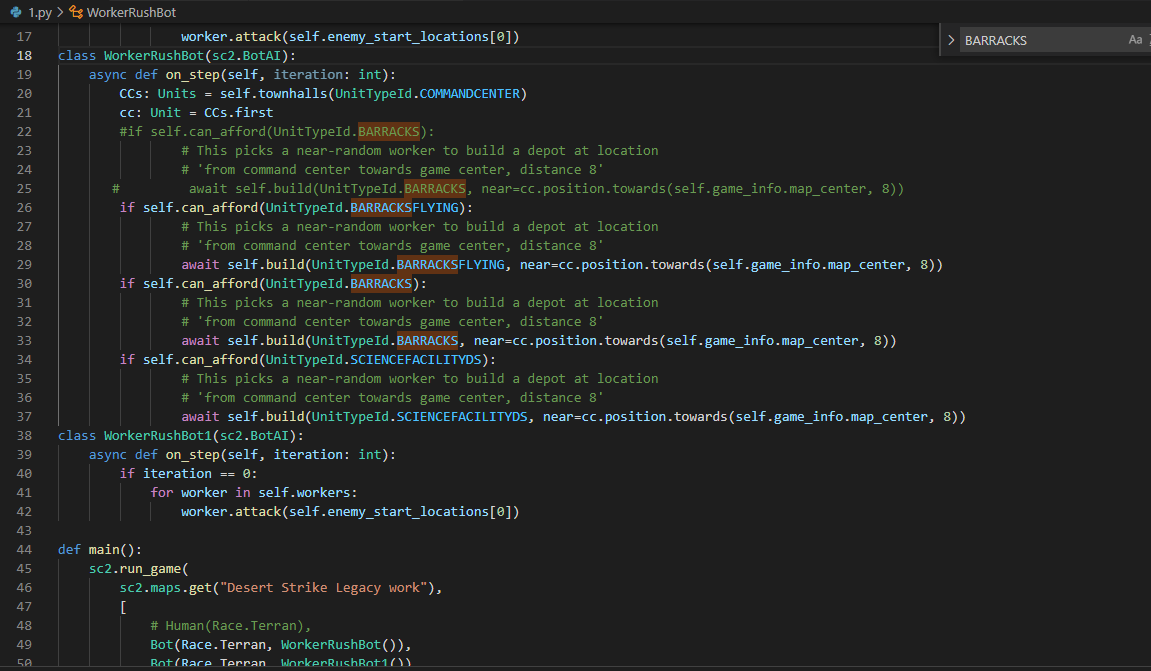 1.py > WorkerRushBot
> BARRACKS Aa
17 worker.attack(self.enemy_start_locations[0])
18 class WorkerRushBot(sc2.BotAI):
19 async def on_step(self, iteration: int):
20 CCs: Units = self.townhalls(UnitTypeId.COMMANDCENTER)
21 cc: Unit = CCs.first
22 #if self.can_afford(UnitTypeId.BARRACKS):
23 # This picks a near-random worker to build a depot at location
24 # 'from command center towards game center, distance 8'
25 # await self.build(UnitTypeId.BARRACKS, near=cc.position.towards(self.game_info.map_center, 8))
26 if self.can_afford(UnitTypeId.BARRACKSFLYING):
27 # This picks a near-random worker to build a depot at location
28 # 'from command center towards game center, distance 8'
29 await self.build(UnitTypeId.BARRACKSFLYING, near=cc.position.towards(self.game_info.map_center, 8))
30 if self.can_afford(UnitTypeId.BARRACKS):
31 # This picks a near-random worker to build a depot at location
32 # 'from command center towards game center, distance 8'
33 await self.build(UnitTypeId.BARRACKS, near=cc.position.towards(self.game_info.map_center, 8))
34 if self.can_afford(UnitTypeId.SCIENCEFACILITYDS):
35 # This picks a near-random worker to build a depot at location
36 # 'from command center towards game center, distance 8'
37 await self.build(UnitTypeId.SCIENCEFACILITYDS, near=cc.position.towards(self.game_info.map_center, 8))
38 class WorkerRushBot1(sc2.BotAI):
39 async def on_step(self, iteration: int):
40 if iteration == 0:
41 for worker in self.workers:
42 worker.attack(self.enemy_start_locations[0])
43
44 def main():
45 sc2.run_game(
46 sc2.maps.get("Desert Strike Legacy work"),
47 [
48 # Human(Race.Terran),
49 Bot(Race.Terran, WorkerRushBot()),
50 Bot(Race.Terran, WorkerRushBot1())